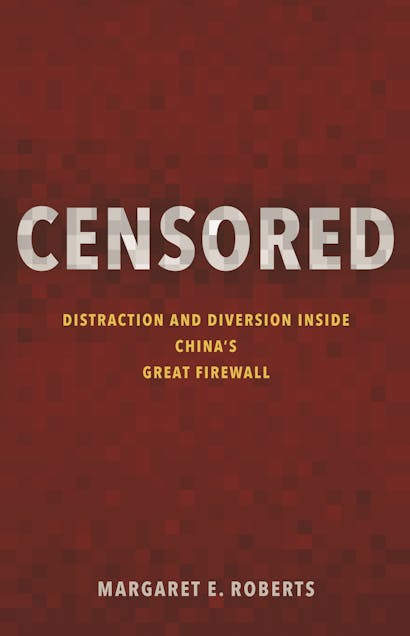 CENSORED
DISTRACTION AND DIVERSION INSIDE
CHINA'S
GREAT FIREWALL
MARGARET E. ROBERTS